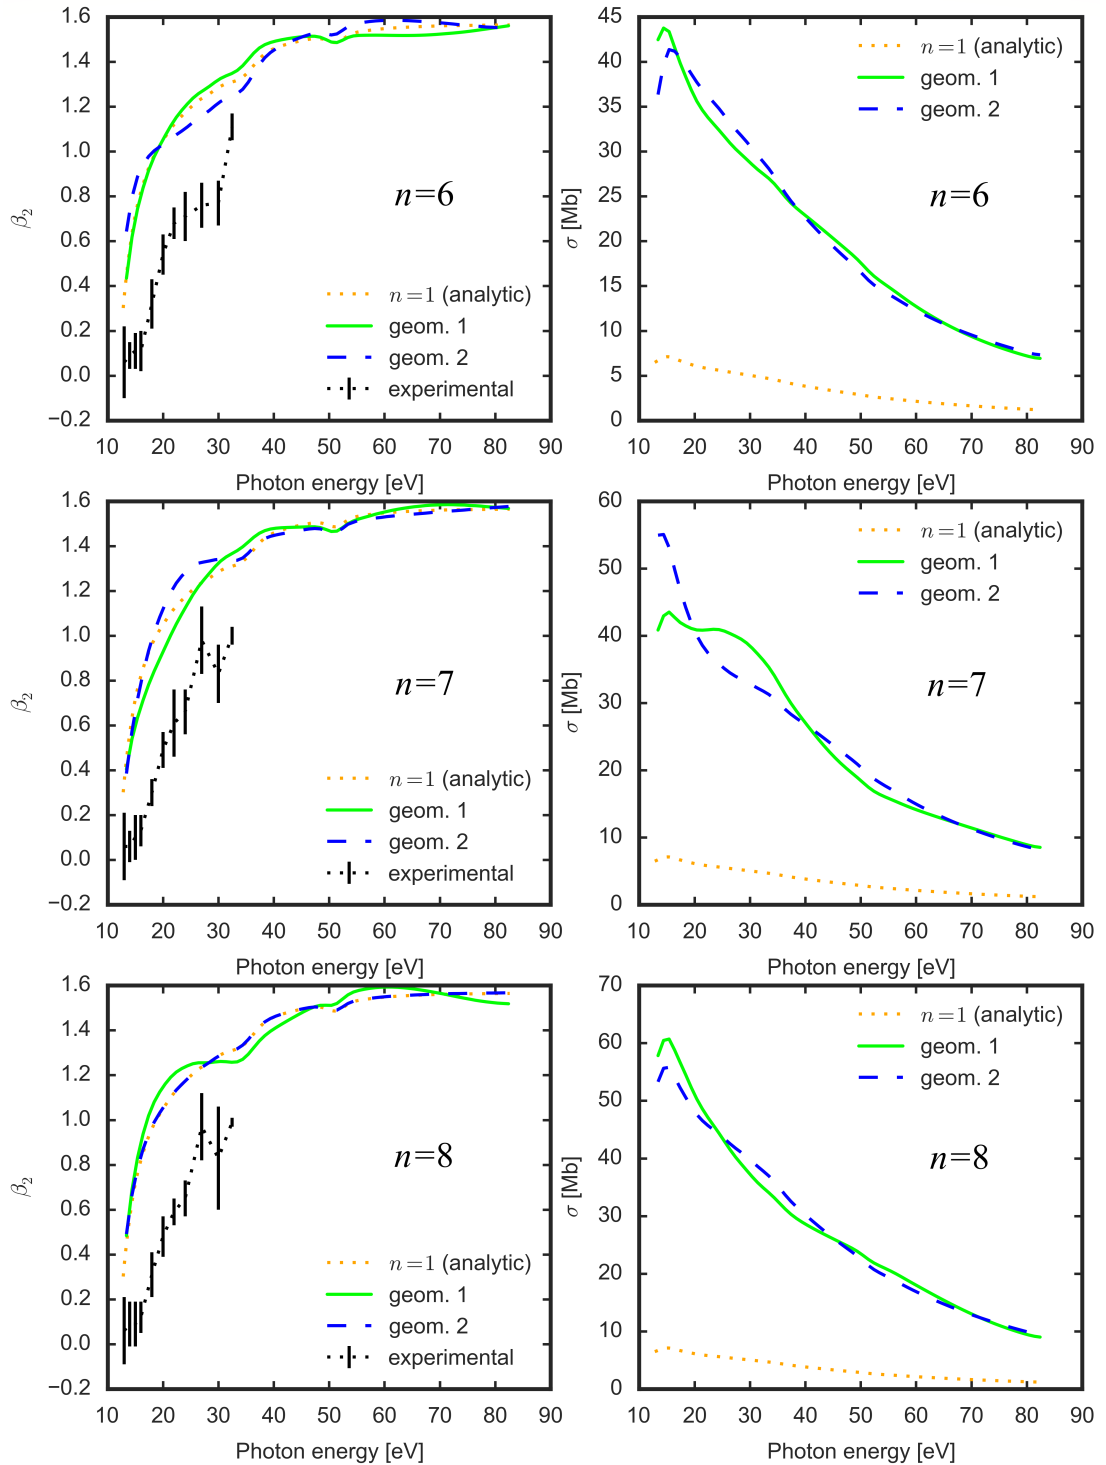 1.6
1.4
1.2
1.0
0.8
0.6
0.4
0.2
0.0
−0.2
β₂
n=6
n=1 (analytic)
geom. 1
geom. 2
experimental
10 20 30 40 50 60 70 80 90
Photon energy [eV]
45
40
35
30
25
20
15
10
5
0
σ [Mb]
n=1 (analytic)
geom. 1
geom. 2
n=6
10 20 30 40 50 60 70 80 90
Photon energy [eV]
1.6
1.4
1.2
1.0
0.8
0.6
0.4
0.2
0.0
−0.2
β₂
n=7
n=1 (analytic)
geom. 1
geom. 2
experimental
10 20 30 40 50 60 70 80 90
Photon energy [eV]
60
50
40
30
20
10
0
σ [Mb]
n=1 (analytic)
geom. 1
geom. 2
n=7
10 20 30 40 50 60 70 80 90
Photon energy [eV]
1.6
1.4
1.2
1.0
0.8
0.6
0.4
0.2
0.0
−0.2
β₂
n=8
n=1 (analytic)
geom. 1
geom. 2
experimental
10 20 30 40 50 60 70 80 90
Photon energy [eV]
70
60
50
40
30
20
10
0
σ [Mb]
n=1 (analytic)
geom. 1
geom. 2
n=8
10 20 30 40 50 60 70 80 90
Photon energy [eV]